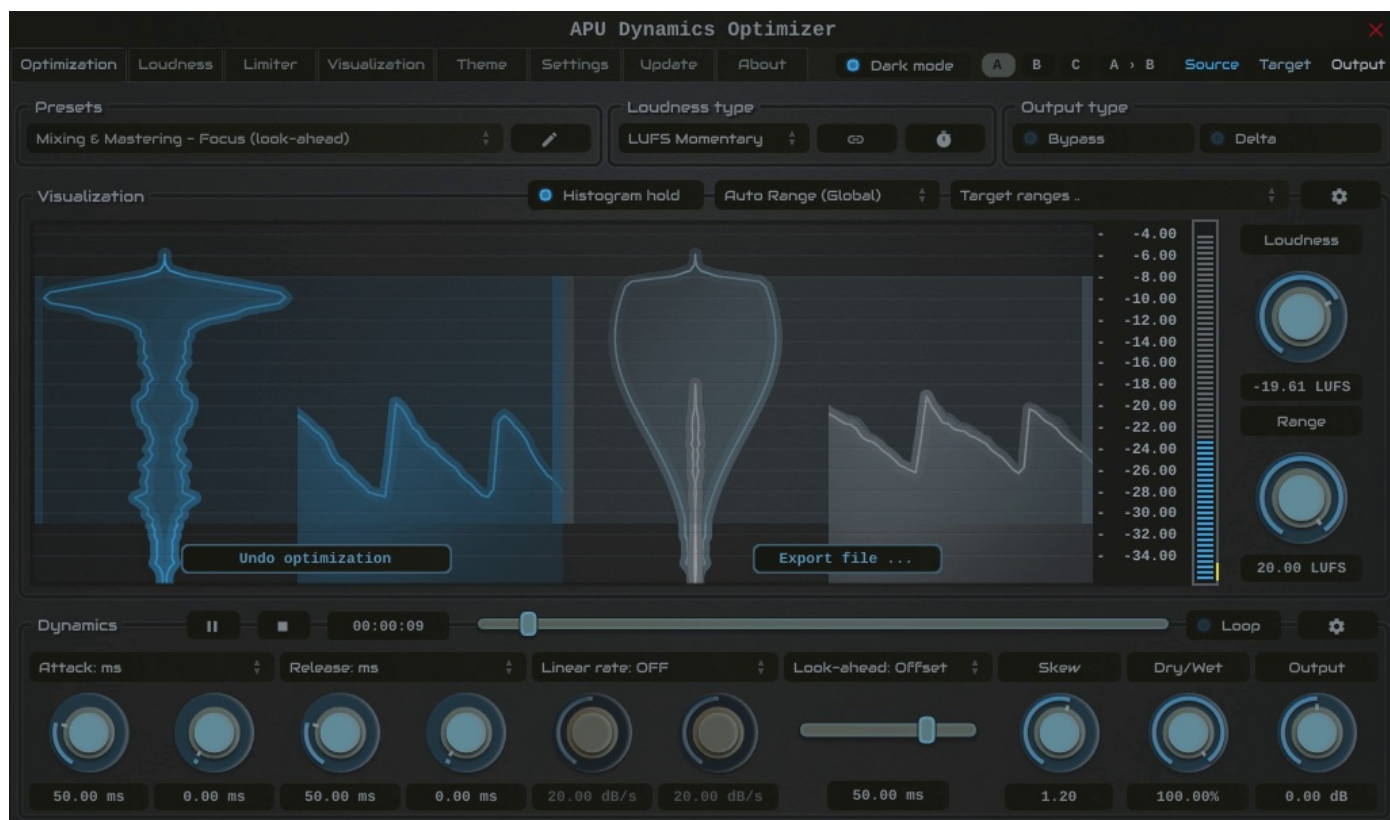 APU Dynamics Optimizer
Optimization Loudness Limiter Visualization Theme Settings Update About Dark mode A B C A › B Source Target Output
Presets Loudness type Output type
Mixing & Mastering - Focus (look-ahead) LUFS Momentary Bypass Delta
Visualization Histogram hold Auto Range (Global) Target ranges ..
- -4.00
Loudness
- -6.00
- -8.00
- -10.00
- -12.00
- -14.00
- -16.00
- -18.00
-19.61 LUFS
- -20.00
Range
- -22.00
- -24.00
- -26.00
- -28.00
- -30.00
- -32.00
- -34.00
Undo optimization Export file ...
20.00 LUFS
Dynamics 00:00:09 Loop
Attack: ms Release: ms Linear rate: OFF Look-ahead: Offset Skew Dry/Wet Output
50.00 ms 0.00 ms 50.00 ms 0.00 ms 20.00 dB/s 20.00 dB/s 50.00 ms 1.20 100.00% 0.00 dB